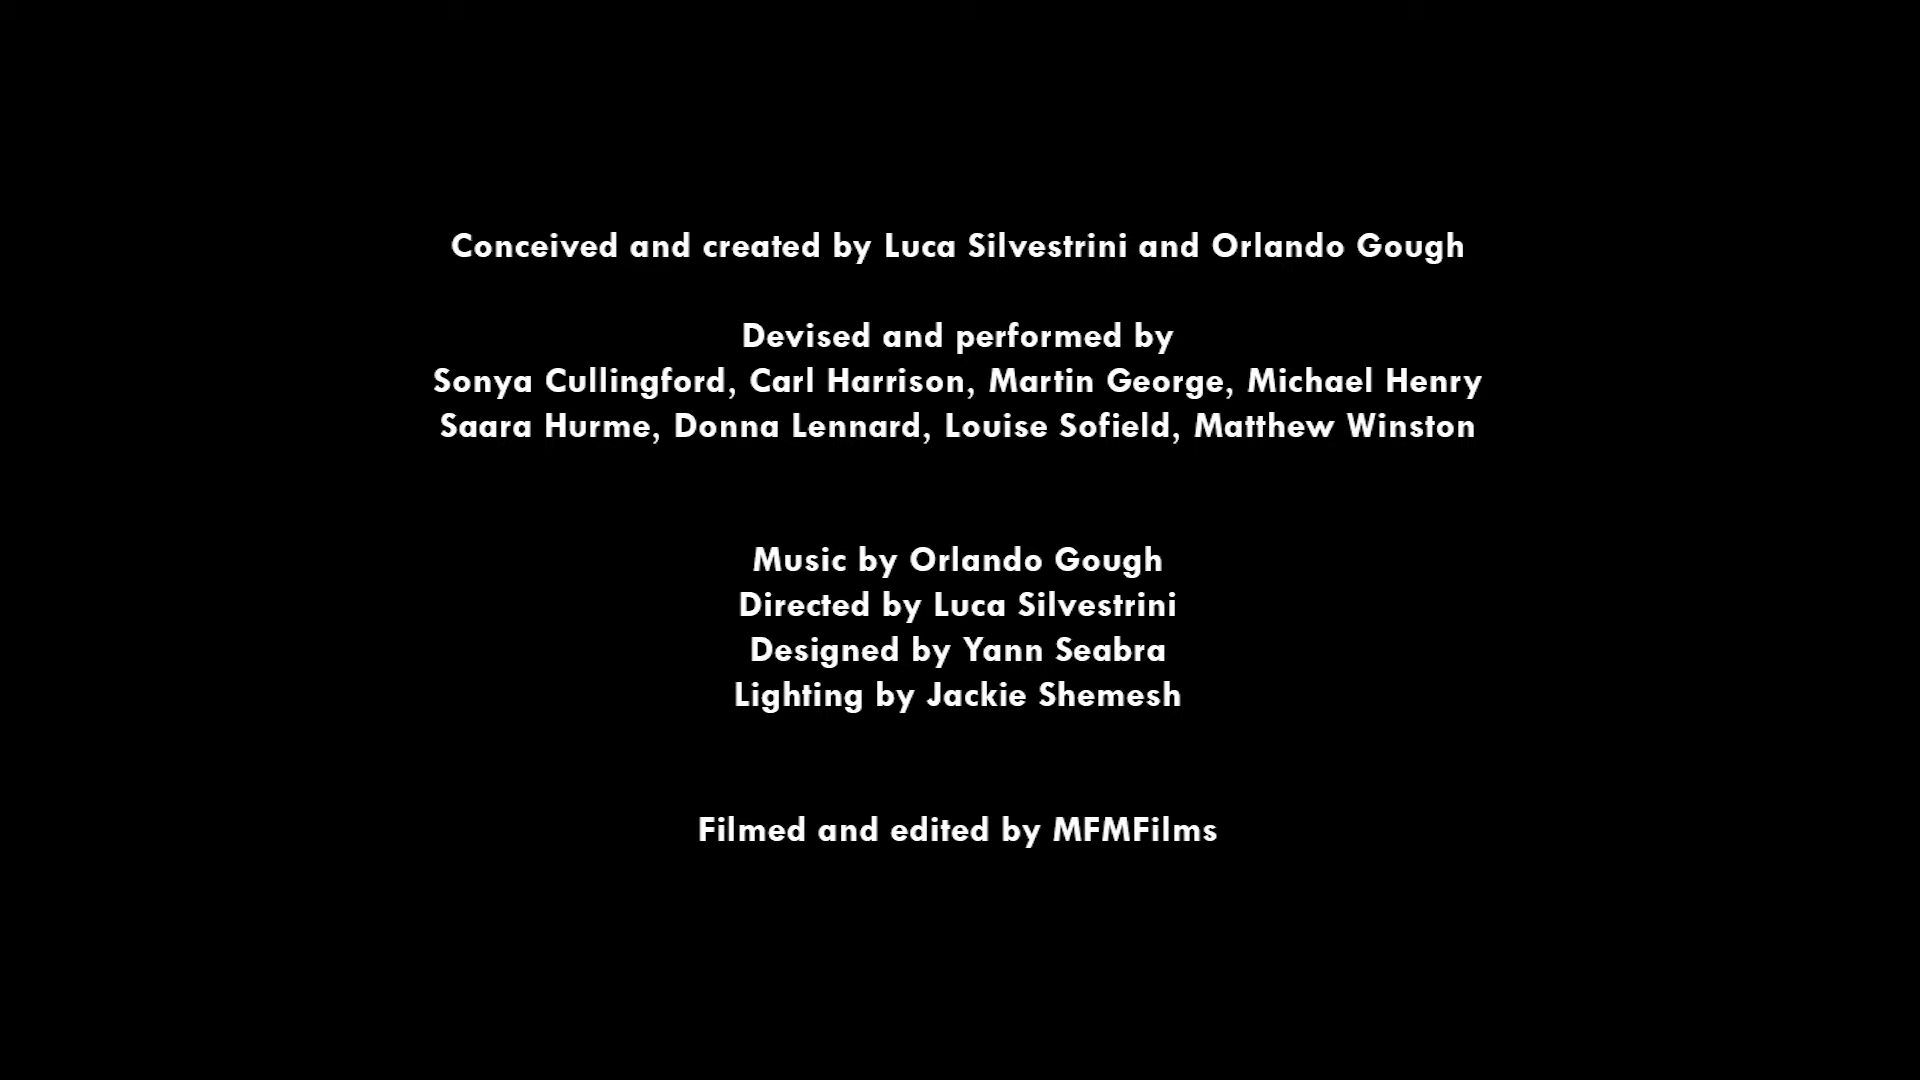 Conceived and created by Luca Silvestrini and Orlando Gough
Devised and performed by
Sonya Cullingford, Carl Harrison, Martin George, Michael Henry
Saara Hurme, Donna Lennard, Louise Sofield, Matthew Winston
Music by Orlando Gough
Directed by Luca Silvestrini
Designed by Yann Seabra
Lighting by Jackie Shemesh
Filmed and edited by MFMFilms